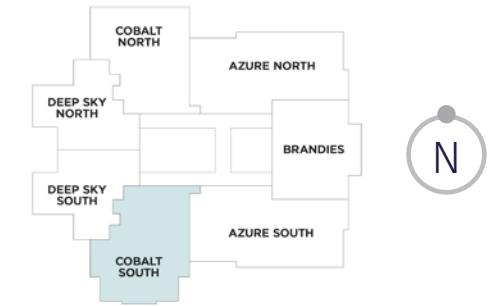 COBALT
NORTH
AZURE NORTH
DEEP SKY
NORTH
BRANDIES
N
DEEP SKY
SOUTH
AZURE SOUTH
COBALT
SOUTH